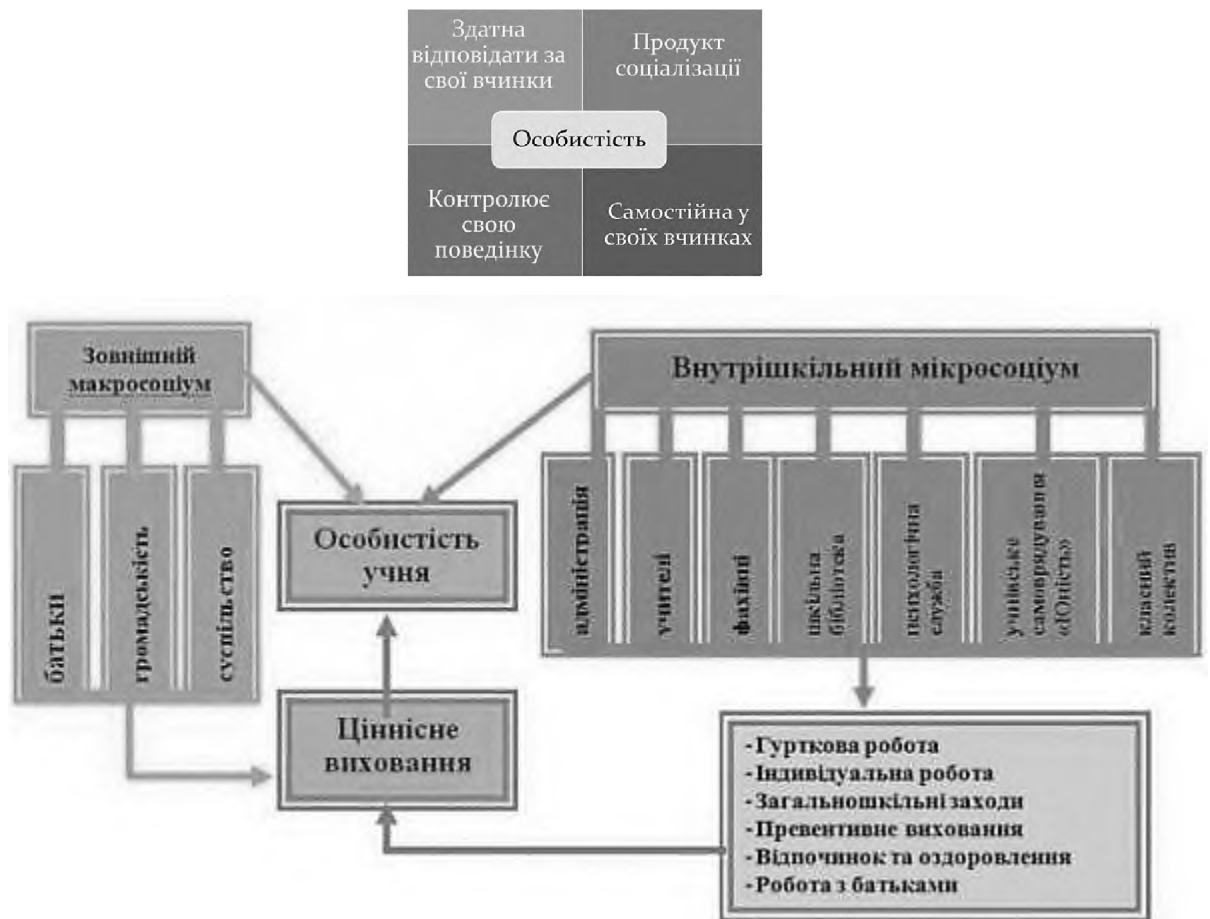 Здатна
відповідати за
свої вчинки
Продукт
соціалізації
Особистість
Контролює
свою
поведінку
Самостійна у
своїх вчинках
Зовнішній
макросоціум
Внутрішкільний мікросоціум
батьки
громадськість
суспільство
Особистість
учня
адміністрація
учителі
фахівці
шкільна
бібліотека
психологічна
служба
учнівське
самоврядування
«Юність»
класний
колектив
Ціннісне
виховання
- Гурткова робота
- Індивідуальна робота
- Загальношкільні заходи
- Превентивне виховання
- Відпочинок та оздоровлення
- Робота з батьками